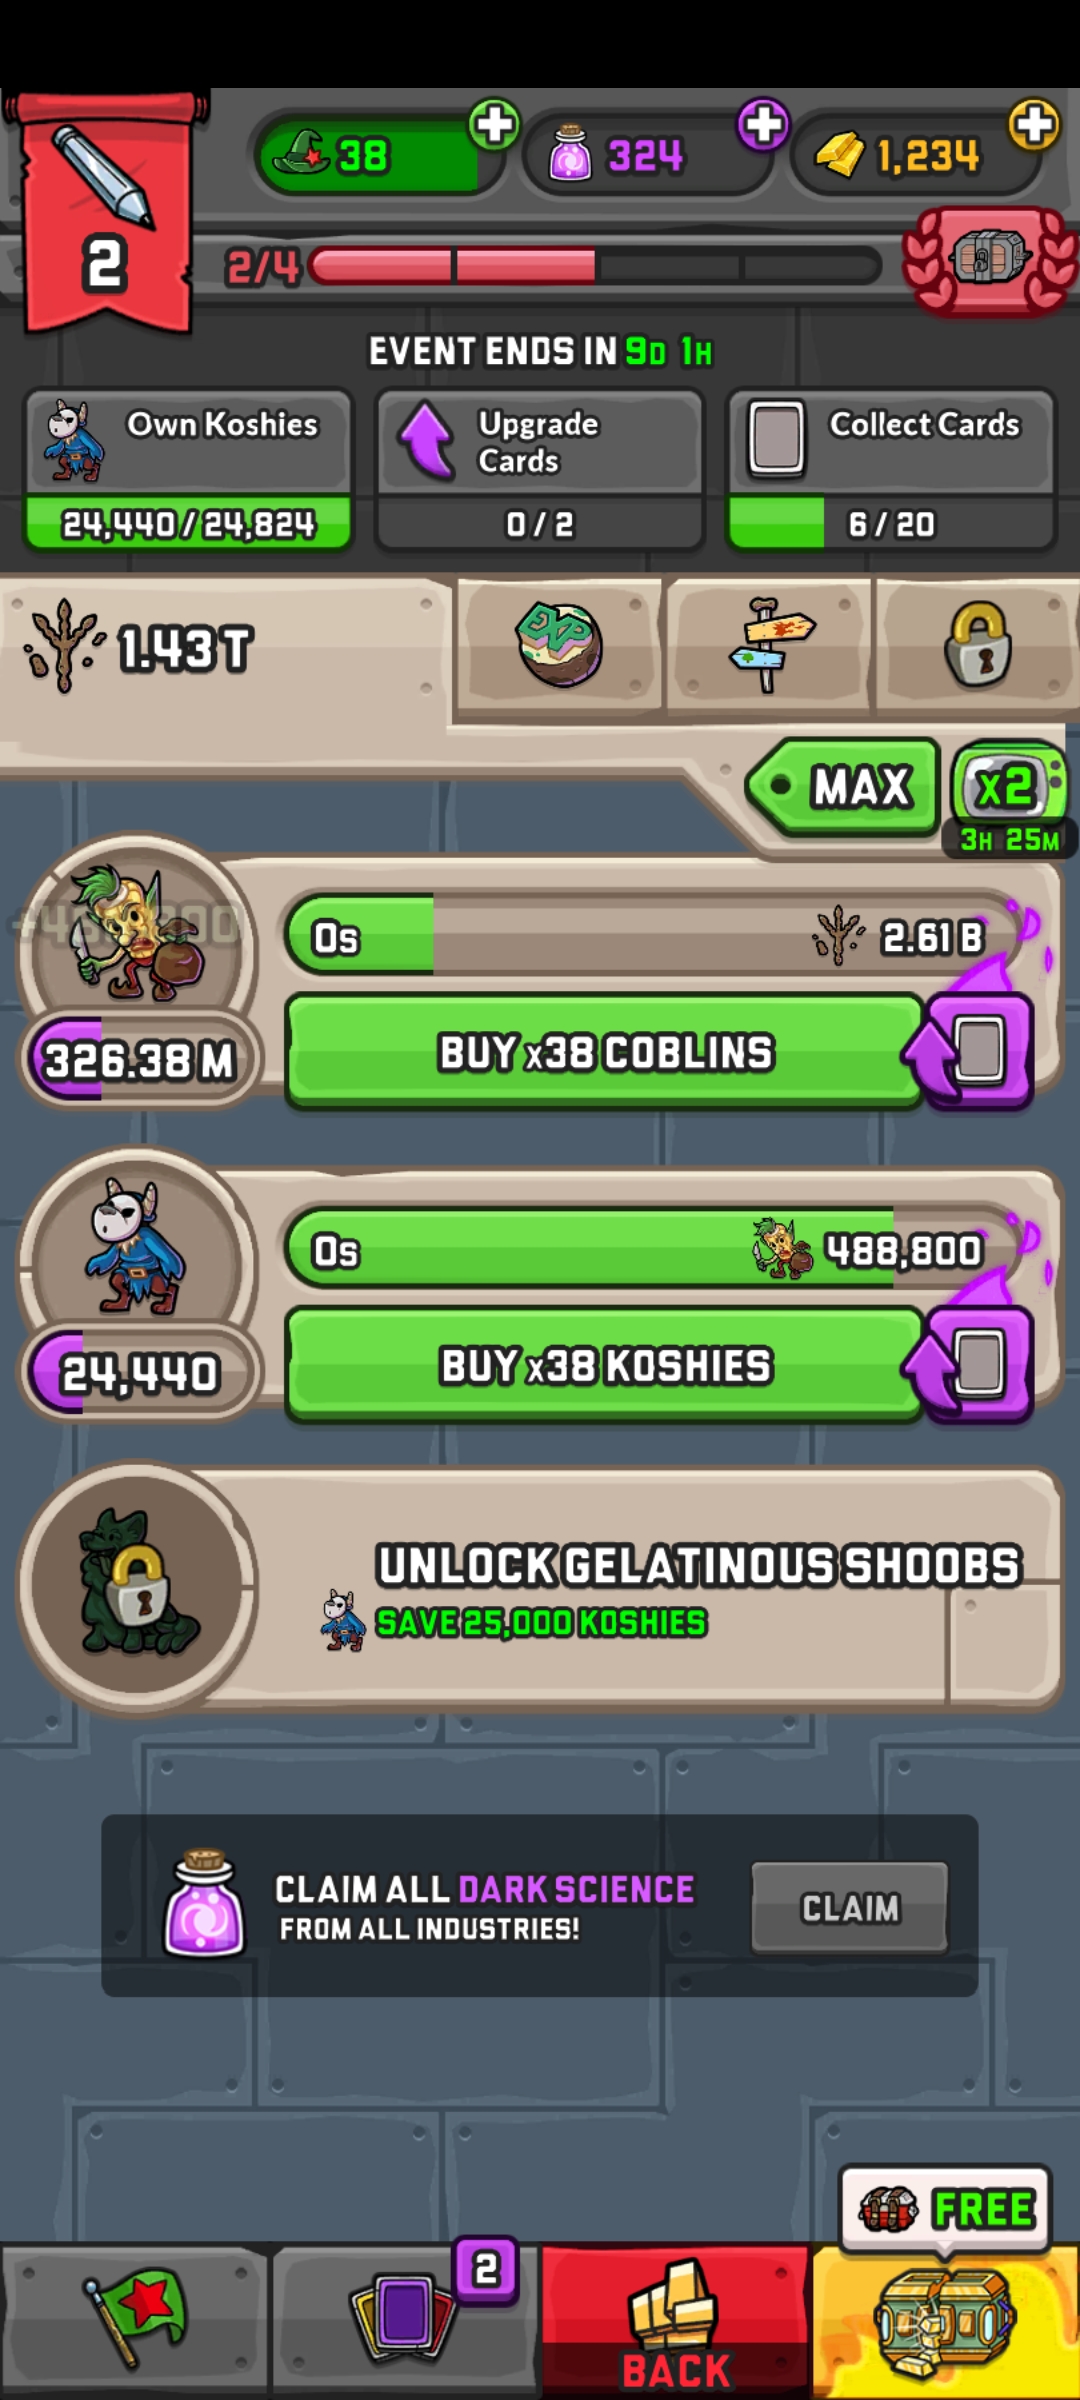 38
324
1,234
2
2/4
EVENT ENDS IN 9D 1H
Own Koshies
24,440/24,824
Upgrade
Cards
0/2
Collect Cards
6/20
1.43T
EXP
MAX
x2
3H 25M
0s
2.61B
326.38M
BUY x38 COBLINS
0s
488,800
24,440
BUY x38 KOSHIES
UNLOCK GELATINOUS SHOOBS
SAVE 25,000 KOSHIES
CLAIM ALL DARK SCIENCE
FROM ALL INDUSTRIES!
CLAIM
FREE
2
BACK